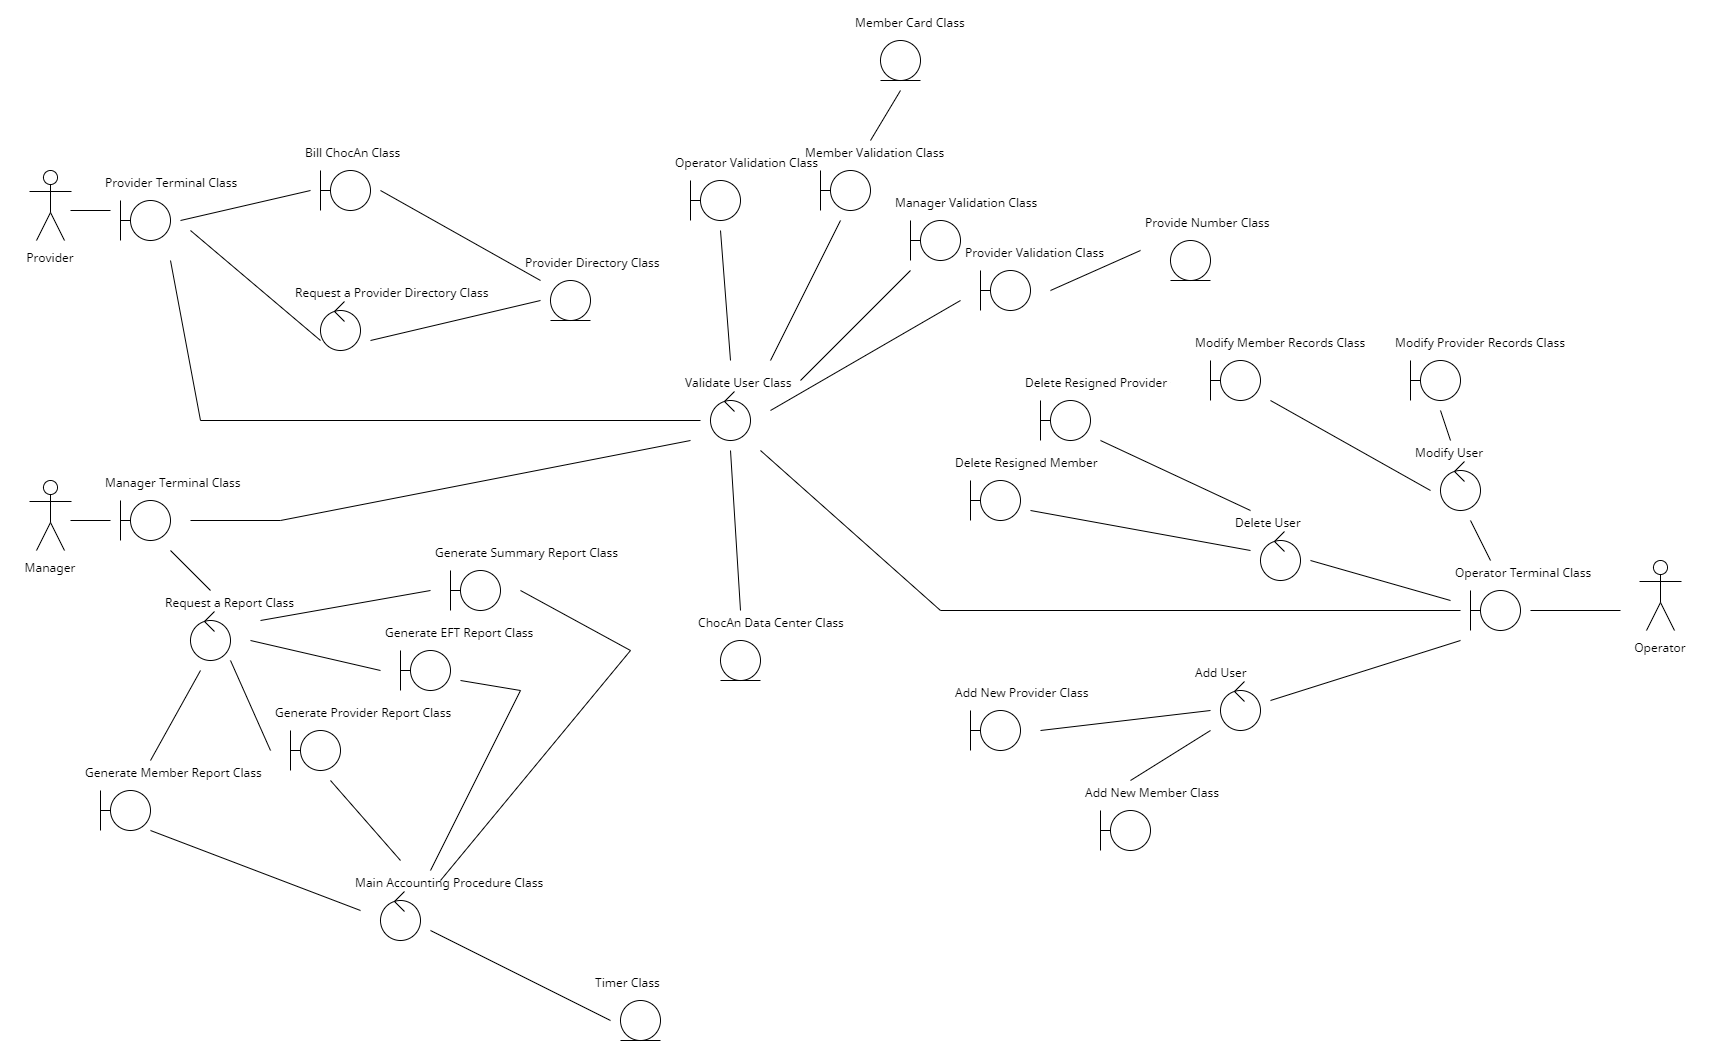 Member Card Class
Bill ChocAn Class
Member Validation Class
Operator Validation Class
Provider Terminal Class
Manager Validation Class
Provide Number Class
Provider Validation Class
Provider
Provider Directory Class
Request a Provider Directory Class
Modify Member Records Class
Modify Provider Records Class
Validate User Class
Delete Resigned Provider
Modify User
Delete Resigned Member
Manager Terminal Class
Delete User
Generate Summary Report Class
Manager
Operator Terminal Class
Request a Report Class
ChocAn Data Center Class
Generate EFT Report Class
Operator
Add User
Add New Provider Class
Generate Provider Report Class
Generate Member Report Class
Add New Member Class
Main Accounting Procedure Class
Timer Class